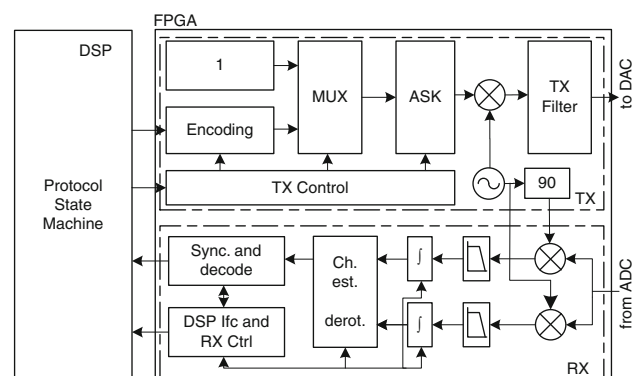 FPGA
DSP
Protocol
State
Machine
1
Encoding
MUX
ASK
TX
Filter
to DAC
TX Control
90
TX
Sync. and
decode
Ch.
est.
derot.
∫
∫
DSP Ifc and
RX Ctrl
from ADC
RX